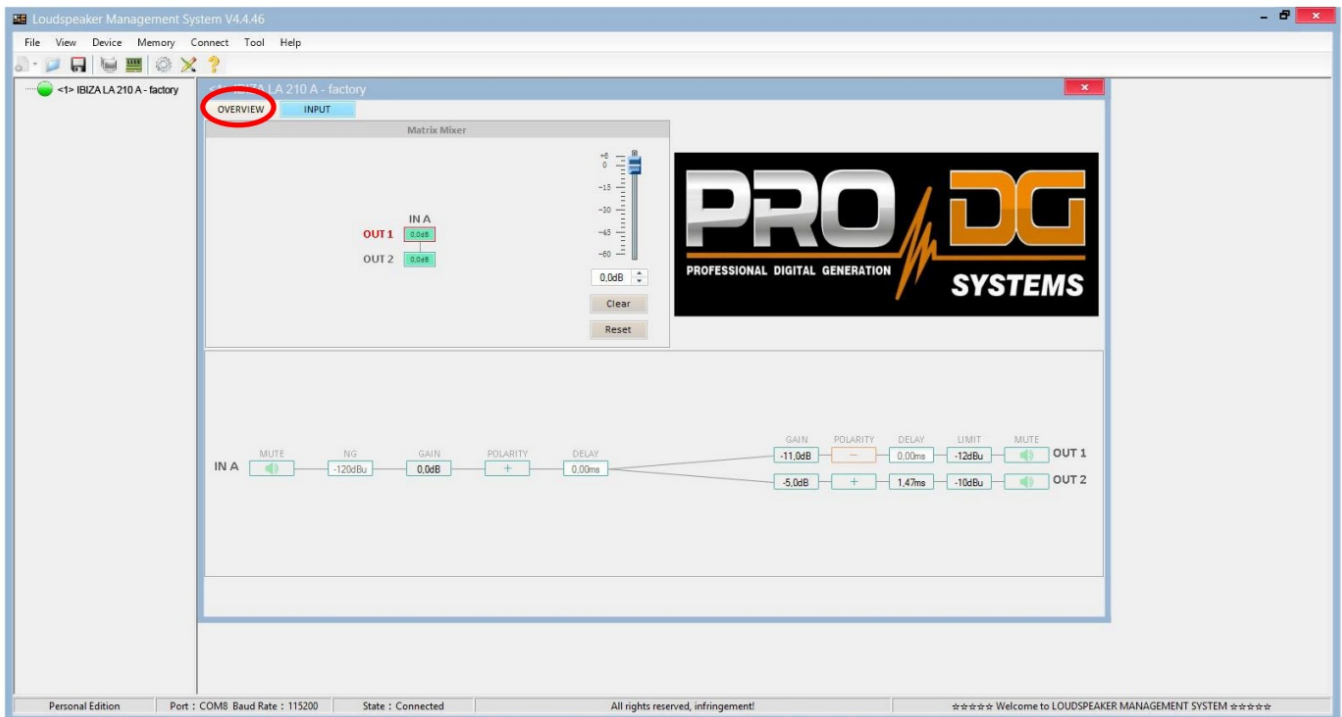 Loudspeaker Management System V4.4.46
File View Device Memory Connect Tool Help
<1> IBIZA LA 210 A - factory
<1> IBIZA LA 210 A - factory
OVERVIEW INPUT
Matrix Mixer
+6
0
-15
-30
-45
-60
IN A
OUT 1 0,0dB
OUT 2 0,0dB
0,0dB
Clear
Reset
PRO DG
PROFESSIONAL DIGITAL GENERATION
SYSTEMS
MUTE NG GAIN POLARITY DELAY
IN A -120dBu 0,0dB + 0,00ms
GAIN POLARITY DELAY LIMIT MUTE
-11,0dB - 0,00ms -12dBu OUT 1
-5,0dB + 1,47ms -10dBu OUT 2
Personal Edition Port : COM8 Baud Rate : 115200 State : Connected All rights reserved, infringement! ☆☆☆☆☆ Welcome to LOUDSPEAKER MANAGEMENT SYSTEM ☆☆☆☆☆